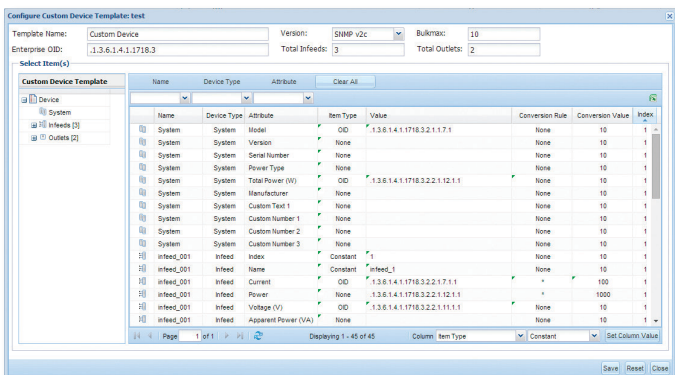 Configure Custom Device Template: test
Template Name: Custom Device Version: SNMP v2c Bulkmax: 10
Enterprise OID: .1.3.6.1.4.1.1718.3 Total Infeeds: 3 Total Outlets: 2
Select Item(s)
Custom Device Template Name Device Type Attribute Clear All
Device
System
Infeeds [3]
Outlets [2]
Name Device Type Attribute Item Type Value Conversion Rule Conversion Value Index
System System Model OID .1.3.6.1.4.1.1718.3.2.1.1.7.1 None 10 1
System System Version None None 10 1
System System Serial Number None None 10 1
System System Power Type None None 10 1
System System Total Power (W) OID .1.3.6.1.4.1.1718.3.2.2.1.12.1.1 None 10 1
System System Manufacturer None None 10 1
System System Custom Text 1 None None 10 1
System System Custom Number 1 None None 10 1
System System Custom Number 2 None None 10 1
System System Custom Number 3 None None 10 1
infeed_001 Infeed Index Constant 1 None 10 1
infeed_001 Infeed Name Constant infeed_1 None 10 1
infeed_001 Infeed Current OID .1.3.6.1.4.1.1718.3.2.2.1.7.1.1 * 100 1
infeed_001 Infeed Power None .1.3.6.1.4.1.1718.3.2.2.1.12.1.1 * 1000 1
infeed_001 Infeed Voltage (V) OID .1.3.6.1.4.1.1718.3.2.2.1.11.1.1 None 10 1
infeed_001 Infeed Apparent Power (VA) None None 10 1
Page 1 of 1 Displaying 1 - 45 of 45 Column Item Type Constant Set Column Value
Save Reset Close